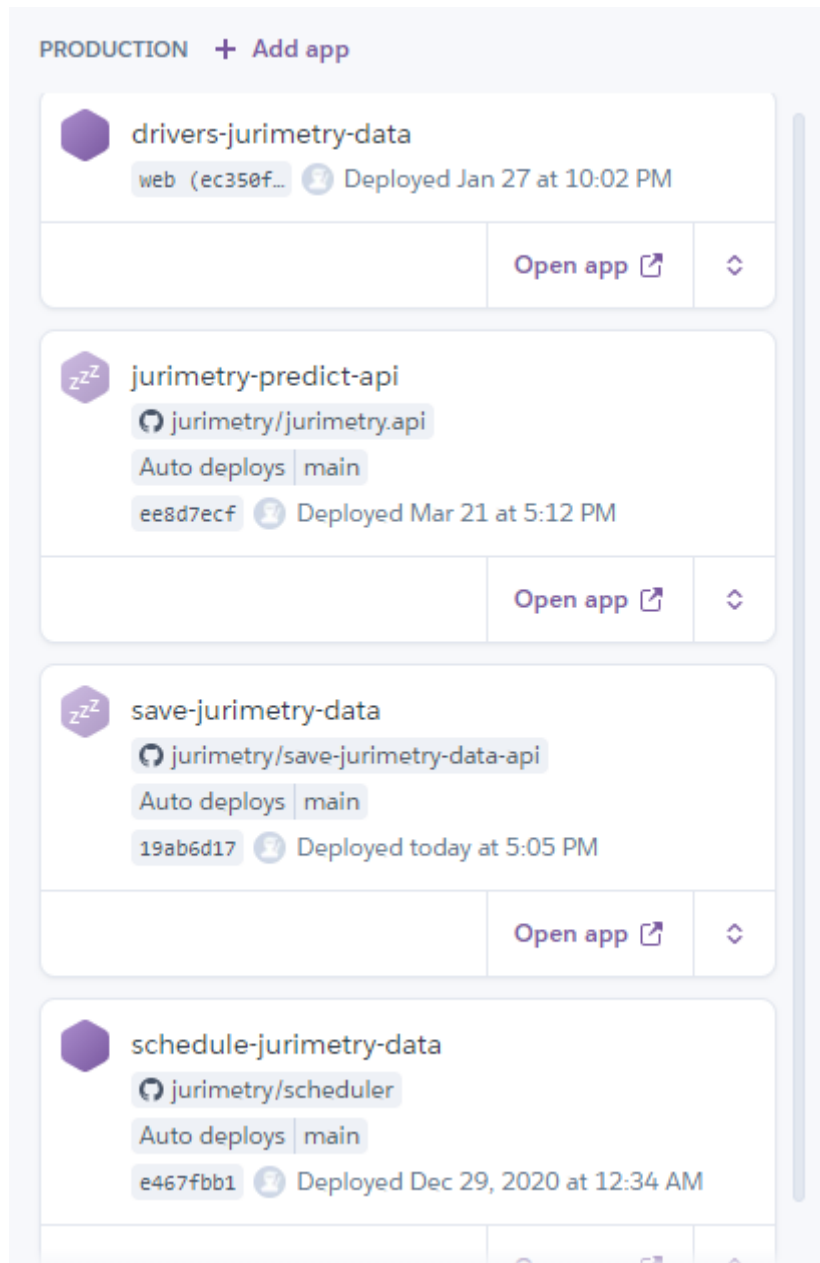 PRODUCTION + Add app
drivers-jurimetry-data
web (ec350f… Deployed Jan 27 at 10:02 PM
Open app
zzz jurimetry-predict-api
jurimetry/jurimetry.api
Auto deploys main
ee8d7ecf Deployed Mar 21 at 5:12 PM
Open app
zzz save-jurimetry-data
jurimetry/save-jurimetry-data-api
Auto deploys main
19ab6d17 Deployed today at 5:05 PM
Open app
schedule-jurimetry-data
jurimetry/scheduler
Auto deploys main
e467fbb1 Deployed Dec 29, 2020 at 12:34 AM